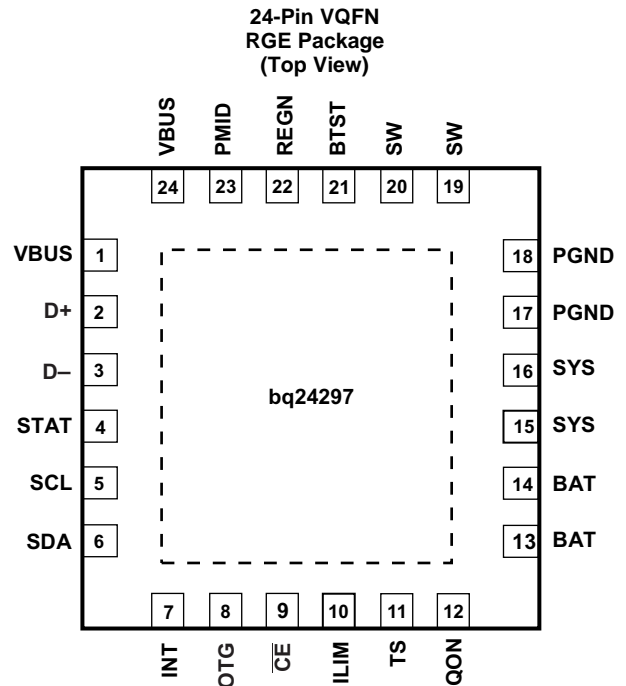 24-Pin VQFN
RGE Package
(Top View)
VBUS PMID REGN BTST SW SW
24 23 22 21 20 19
VBUS 1
D+ 2
D– 3
STAT 4
SCL 5
SDA 6
bq24297
18 PGND
17 PGND
16 SYS
15 SYS
14 BAT
13 BAT
7 8 9 10 11 12
INT OTG C̅E̅ ILIM TS QON